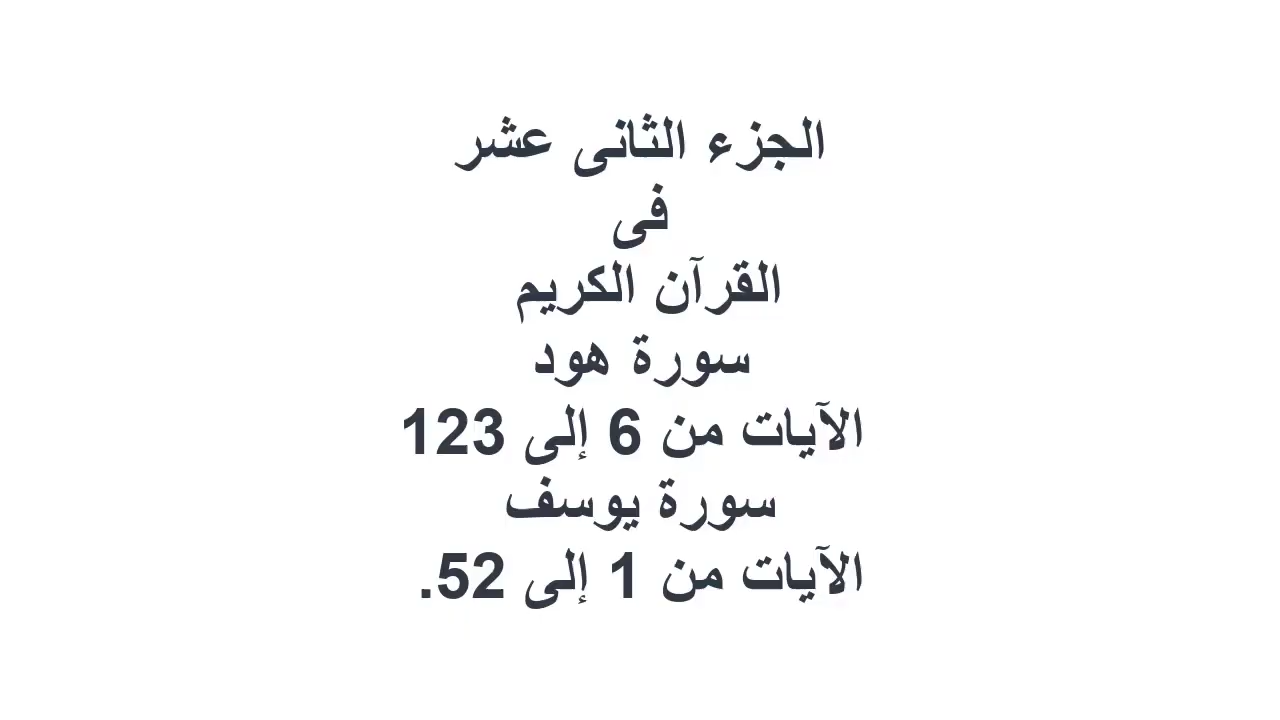 الجزء الثانى عشر
فى
القرآن الكريم
سورة هود
الآيات من 6 إلى 123
سورة يوسف
الآيات من 1 إلى 52.